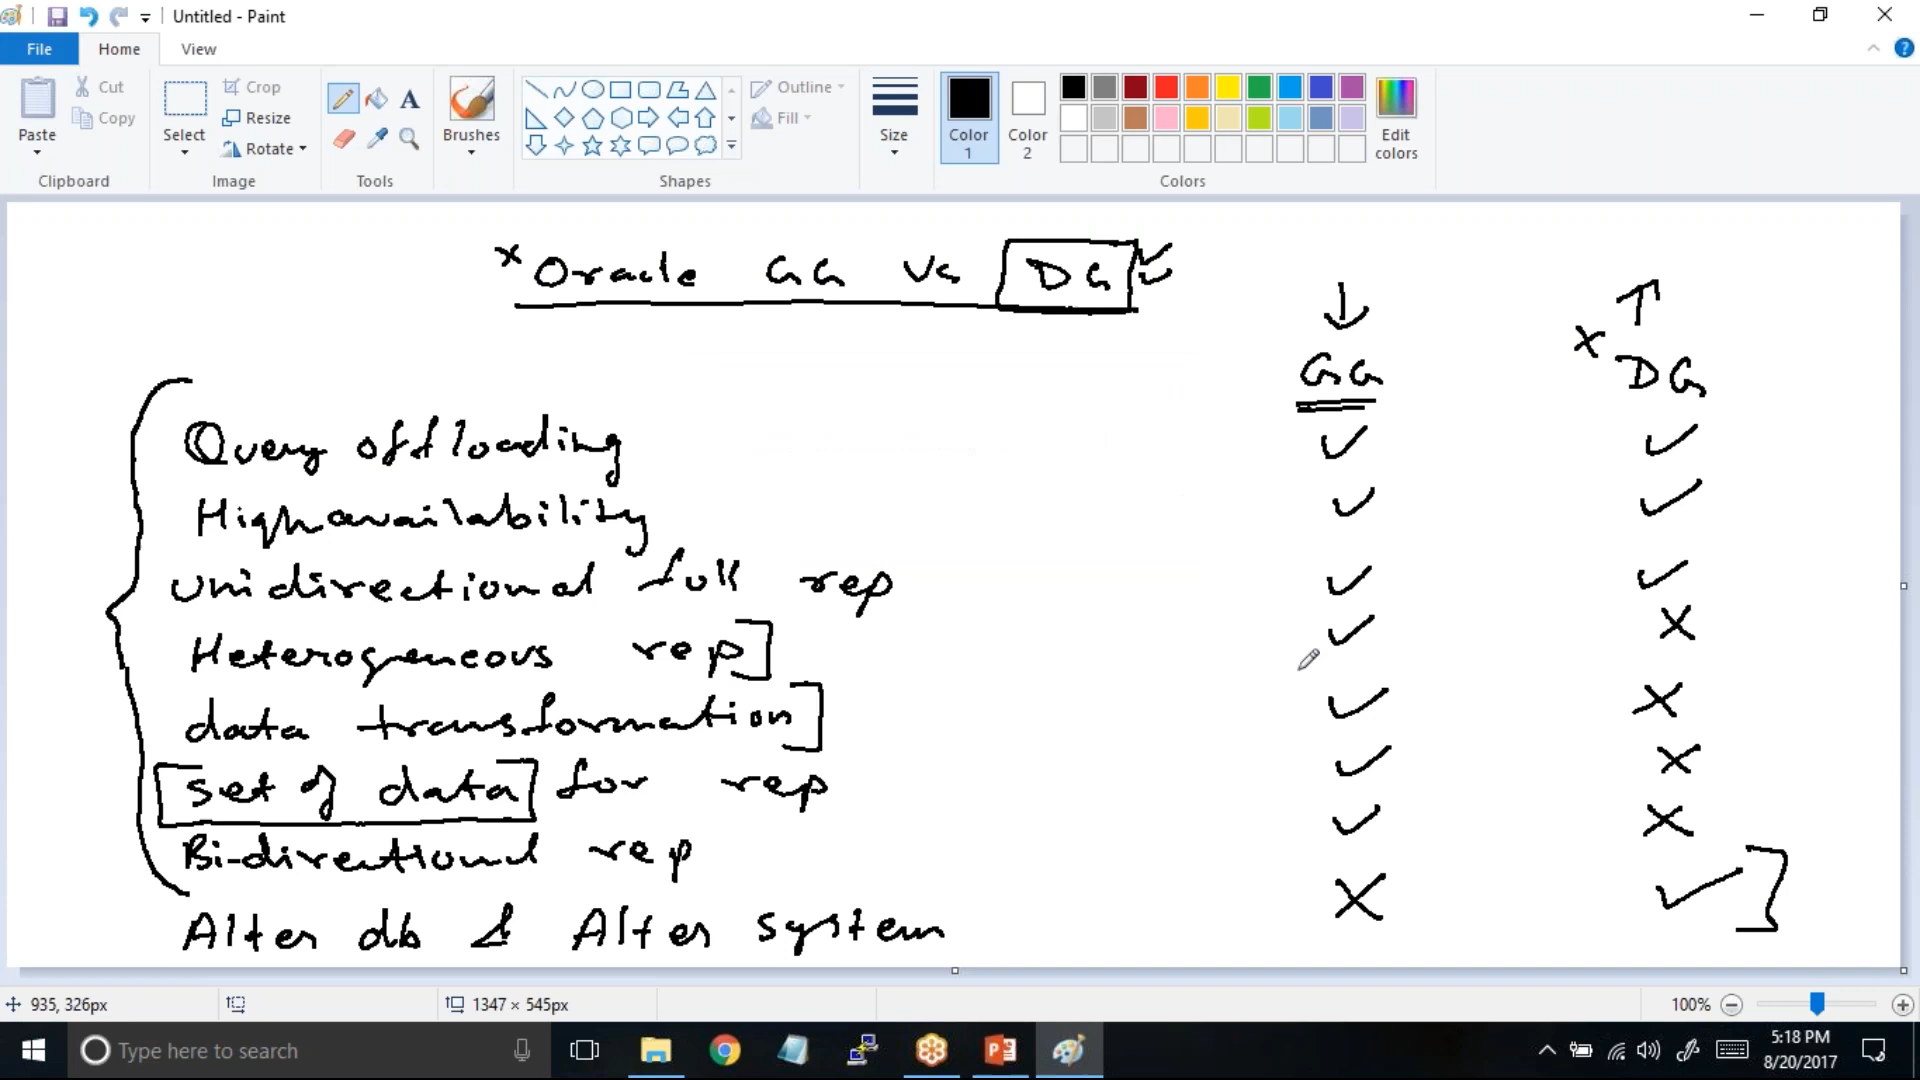 Untitled - Paint
File Home View
Paste
Cut
Copy
Clipboard
Select
Crop
Resize
Rotate
Image
Tools
Brushes
Shapes
Outline
Fill
Size
Color 1
Color 2
Edit colors
Colors
x Oracle GG Vs DG
GG x DG
Query offloading ✓ ✓
High availability ✓ ✓
unidirectional full rep ✓ ✓
Heterogeneous rep] ✓ X
data transformation] ✓ X
[set of data] for rep ✓ X
Bi-directional rep ✓ X
Alter db & Alter system X ✓
935, 326px
1347 × 545px
100%
Type here to search
5:18 PM
8/20/2017